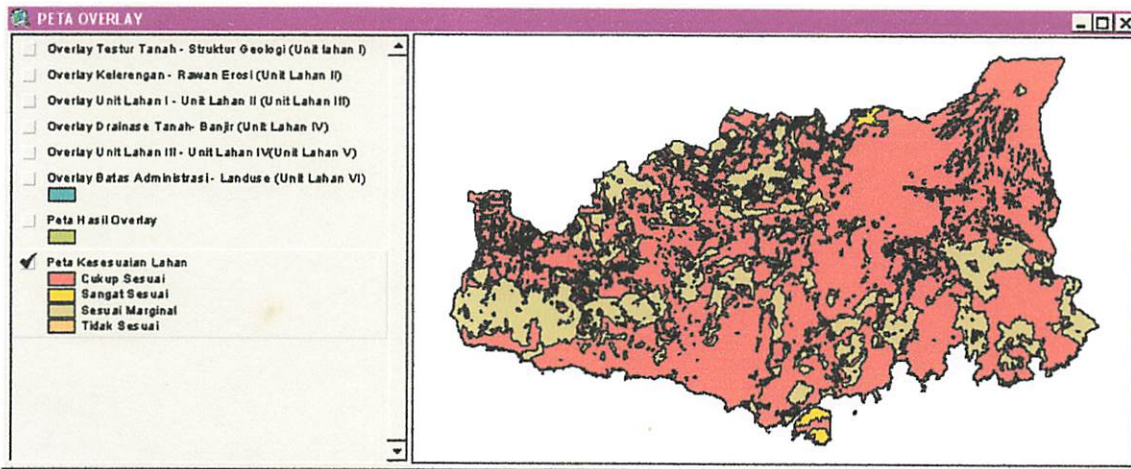 PETA OVERLAY
Overlay Testur Tanah - Struktur Geologi (Unit lahan I)
Overlay Kelerengan - Rawan Erosi (Unit Lahan II)
Overlay Unit Lahan I - Unit Lahan II (Unit Lahan III)
Overlay Drainase Tanah- Banjir (Unit Lahan IV)
Overlay Unit Lahan III - Unit Lahan IV(Unit Lahan V)
Overlay Batas Administrasi - Landuse (Unit Lahan VI)
Peta Hasil Overlay
Peta Kesesuaian Lahan
Cukup Sesuai
Sangat Sesuai
Sesuai Marginal
Tidak Sesuai